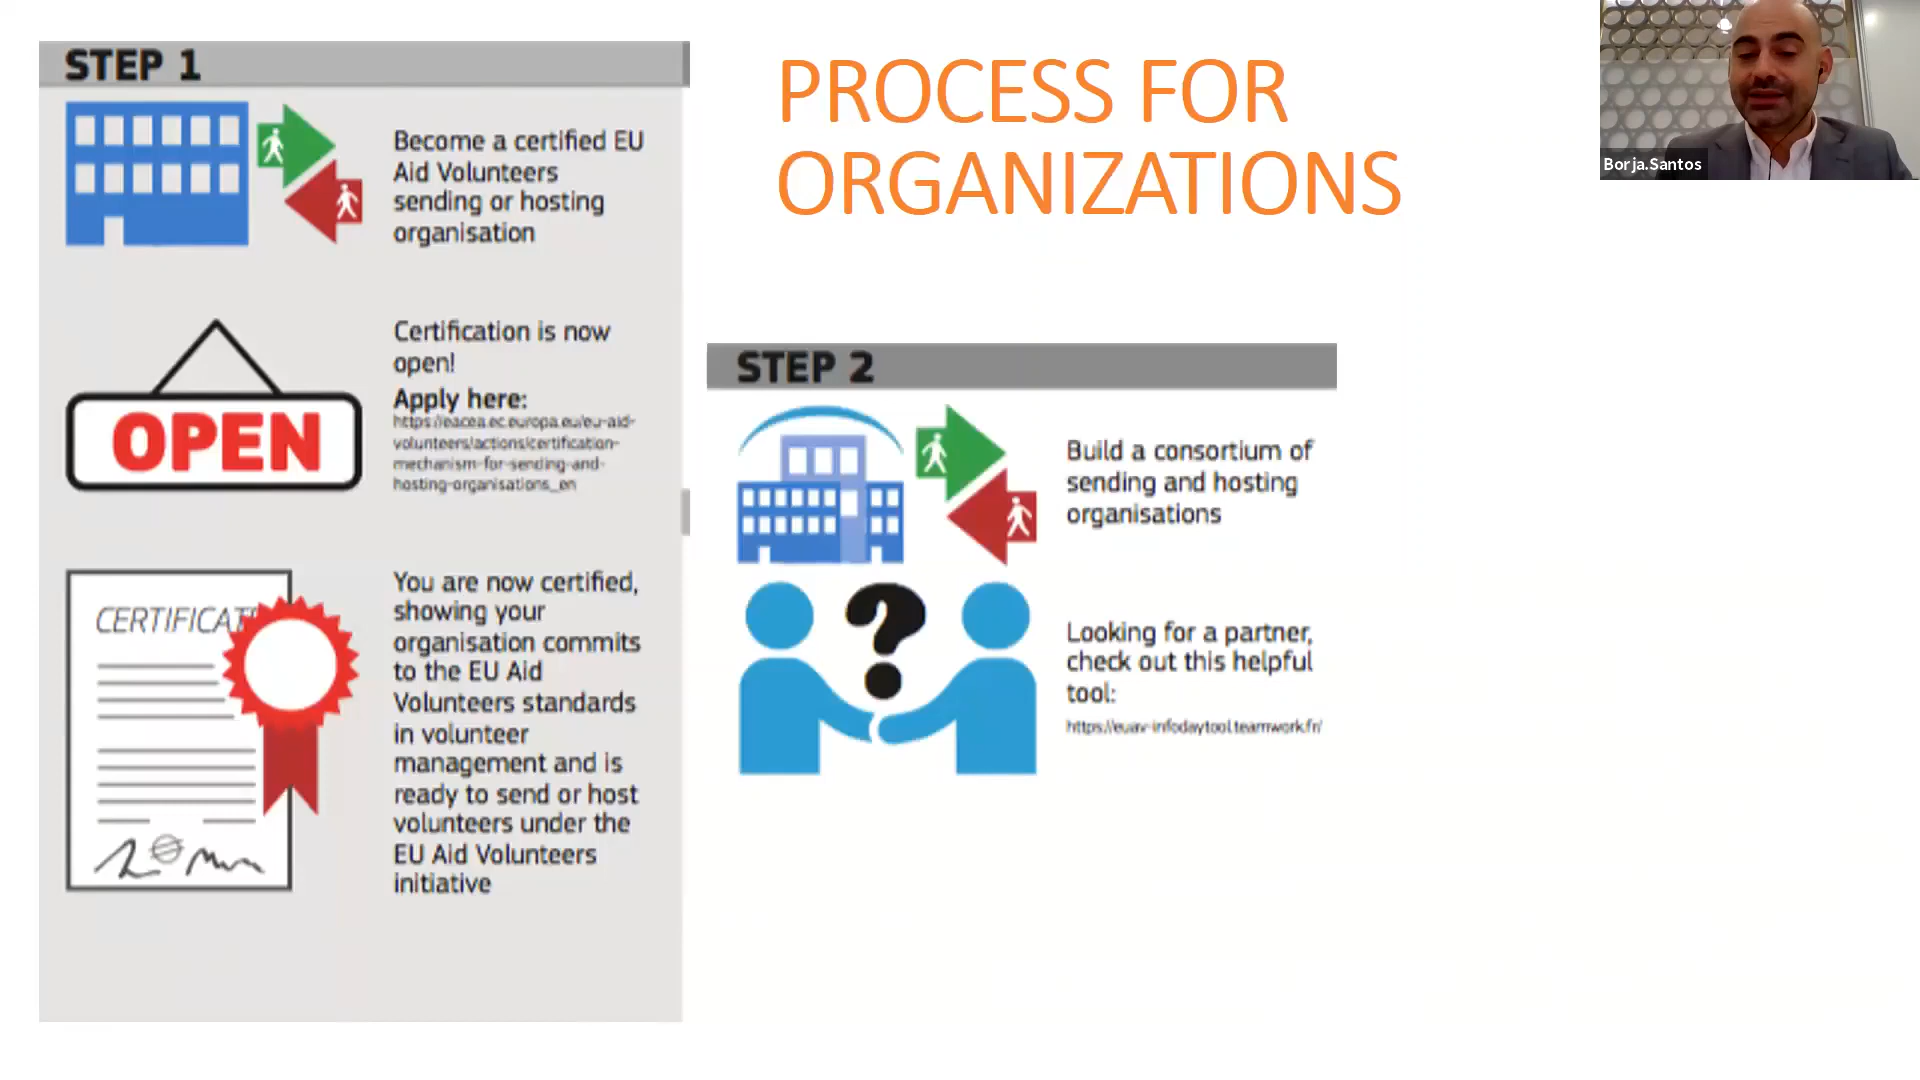 STEP 1
Become a certified EU
Aid Volunteers
sending or hosting
organisation
OPEN
Certification is now
open!
Apply here:
https://eacea.ec.europa.eu/eu-aid-
volunteers/actions/certification-
mechanism-for-sending-and-
hosting-organisations_en
CERTIFICAT
You are now certified,
showing your
organisation commits
to the EU Aid
Volunteers standards
in volunteer
management and is
ready to send or host
volunteers under the
EU Aid Volunteers
initiative
PROCESS FOR
ORGANIZATIONS
STEP 2
Build a consortium of
sending and hosting
organisations
?
Looking for a partner,
check out this helpful
tool:
https://euav-infodaytool.teamwork.fr/
Borja.Santos